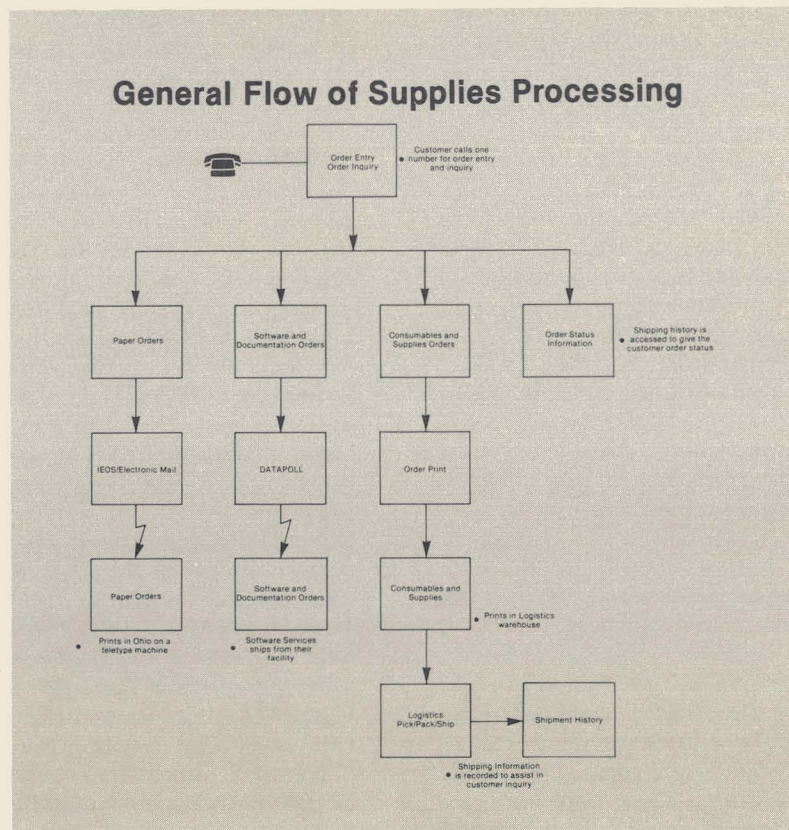 General Flow of Supplies Processing
Order Entry
Order Inquiry
• Customer calls one
number for order entry
and inquiry
Paper Orders
Software and
Documentation Orders
Consumables and
Supplies Orders
Order Status
Information
• Shipping history is
accessed to give the
customer order status
IEOS/Electronic Mail
DATAPOLL
Order Print
Paper Orders
Software and
Documentation Orders
Consumables and
Supplies
• Prints in Ohio on a
teletype machine
• Software Services
ships from their
facility
• Prints in Logistics
warehouse
Logistics
Pick/Pack/Ship
Shipment History
Shipping Information
• is recorded to assist in
customer inquiry